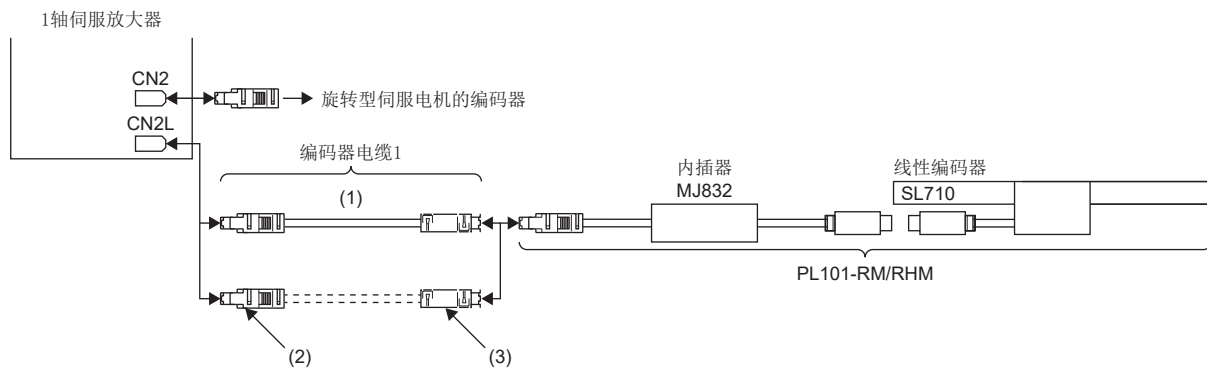 1轴伺服放大器
CN2
旋转型伺服电机的编码器
CN2L
编码器电缆1
(1)
内插器
MJ832
线性编码器
SL710
PL101-RM/RHM
(2)
(3)